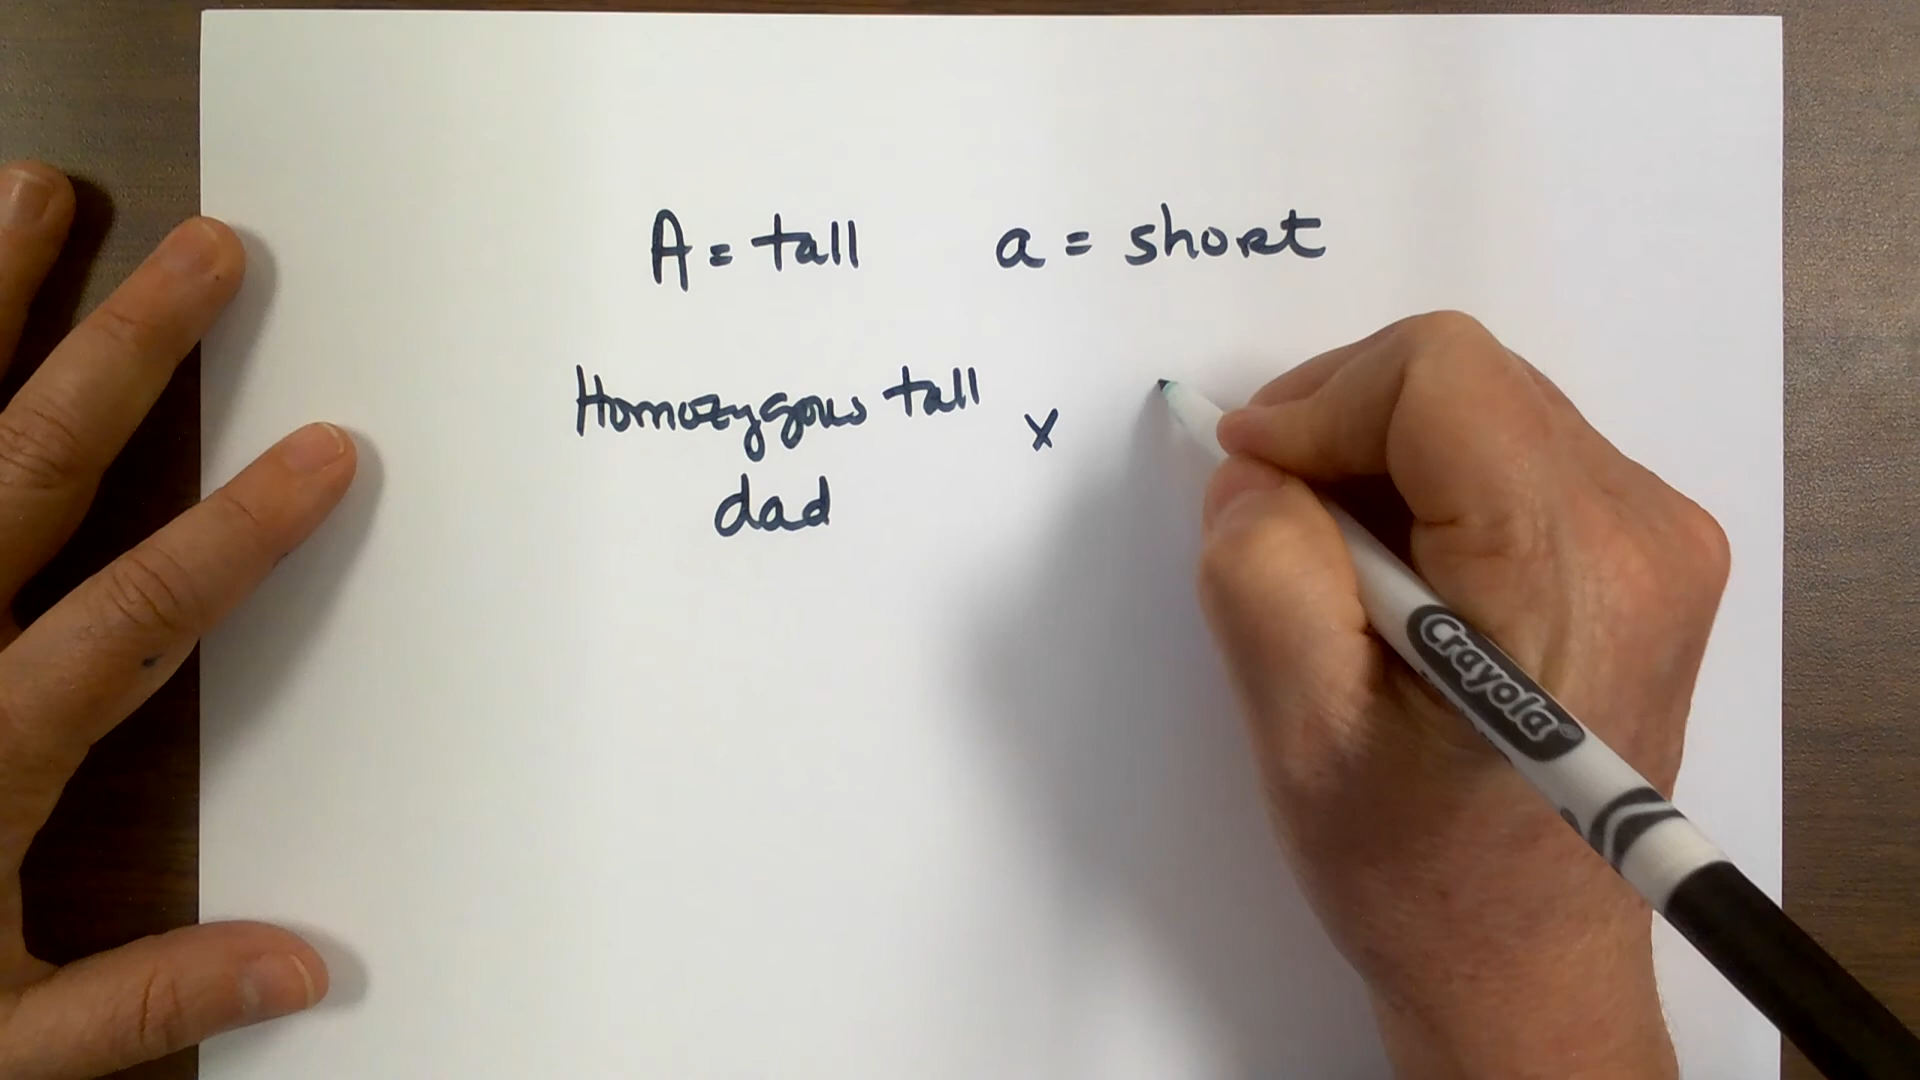 A = tall a = short
Homozygous tall x
dad
Crayola